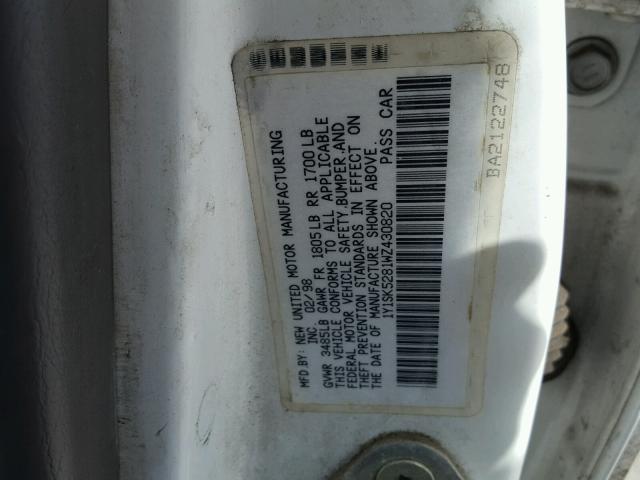 MFD BY: NEW UNITED MOTOR MANUFACTURING
INC. 02/98
GVWR 3485LB GAWR FR 1805LB RR 1700LB
THIS VEHICLE CONFORMS TO ALL APPLICABLE
FEDERAL MOTOR VEHICLE SAFETY,BUMPER,AND
THEFT PREVENTION STANDARDS IN EFFECT ON
THE DATE OF MANUFACTURE SHOWN ABOVE.
1Y1SK5281WZ430820 PASS CAR
BA2122748